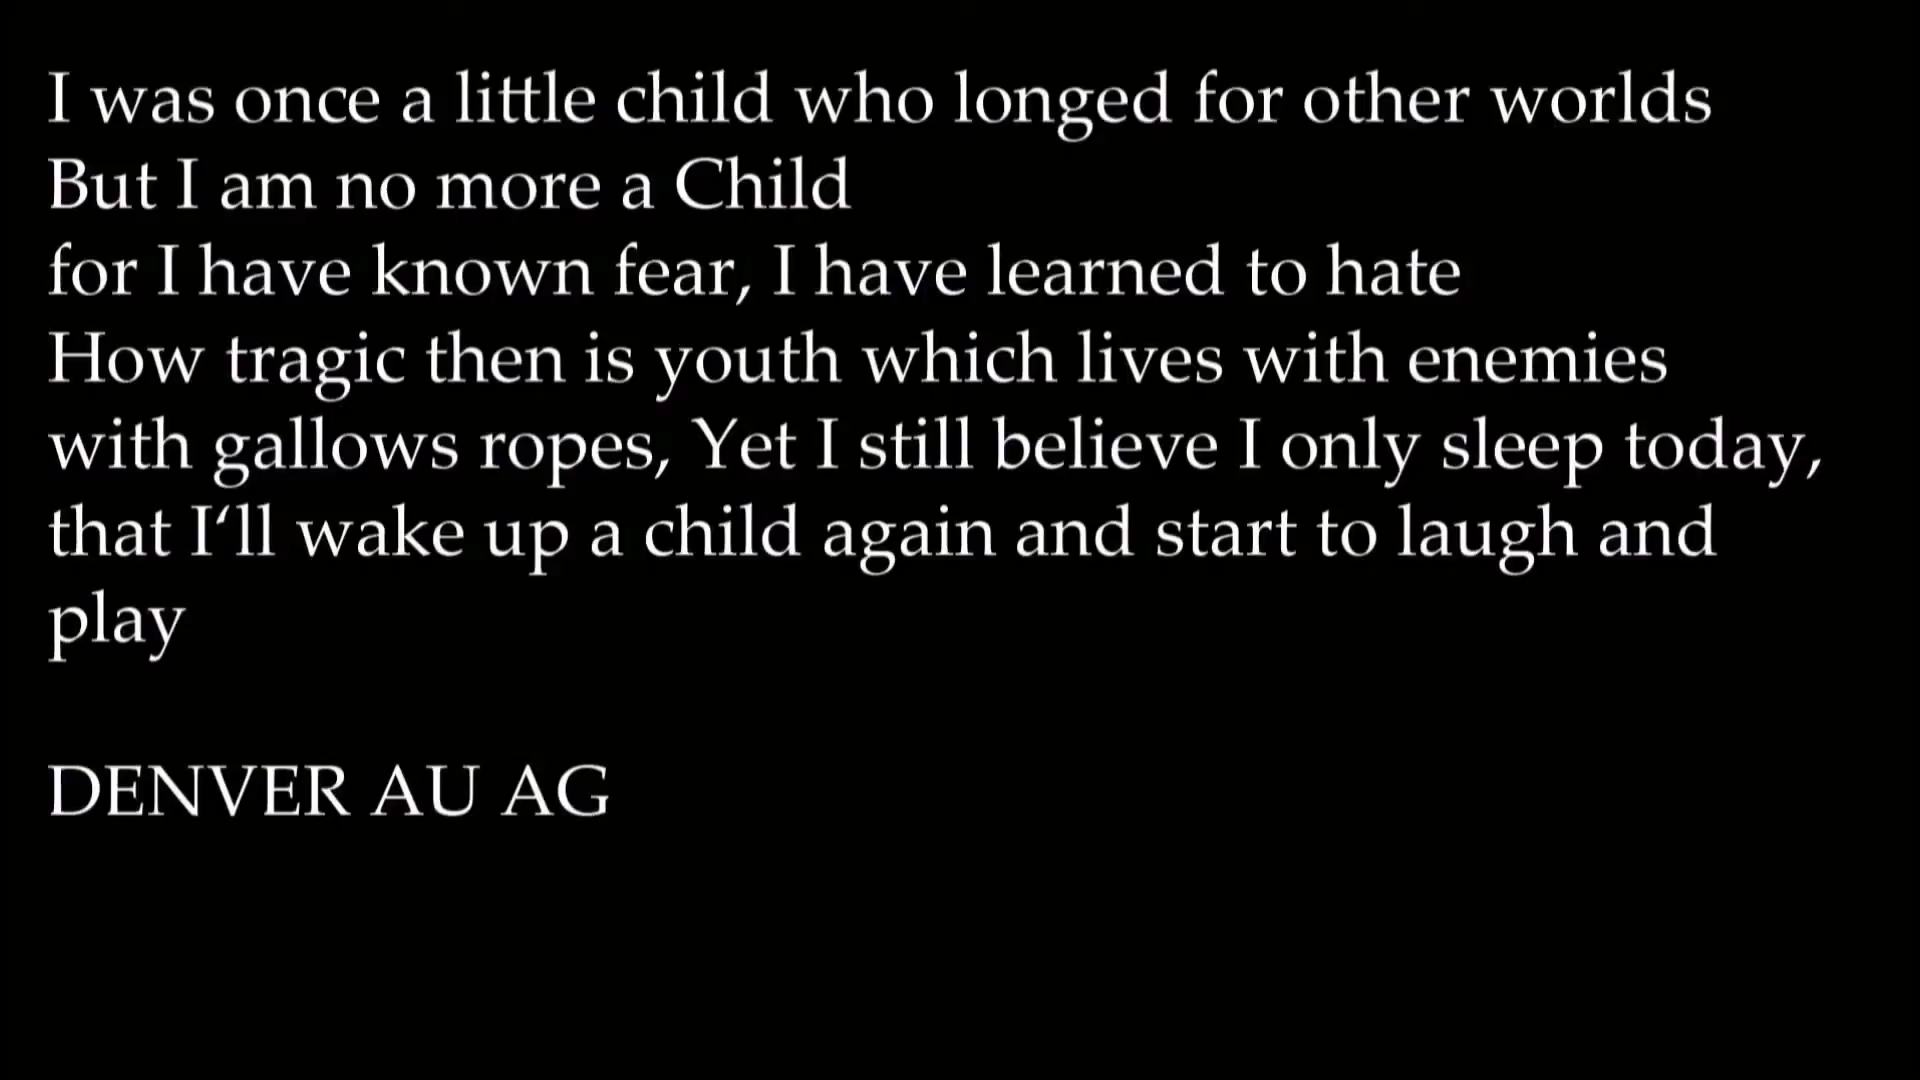 I was once a little child who longed for other worlds
But I am no more a Child
for I have known fear, I have learned to hate
How tragic then is youth which lives with enemies
with gallows ropes, Yet I still believe I only sleep today,
that I‘ll wake up a child again and start to laugh and
play
DENVER AU AG